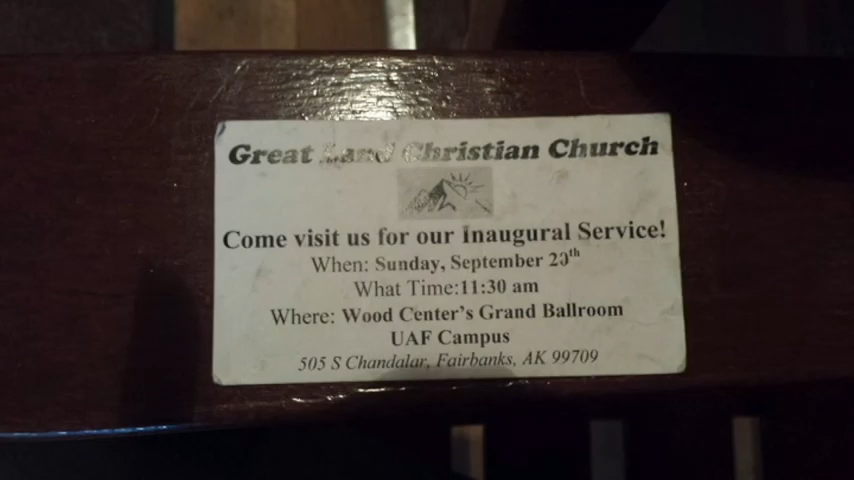 Great Land Christian Church
Come visit us for our Inaugural Service!
When: Sunday, September 20th
What Time:11:30 am
Where: Wood Center's Grand Ballroom
UAF Campus
505 S Chandalar, Fairbanks, AK 99709